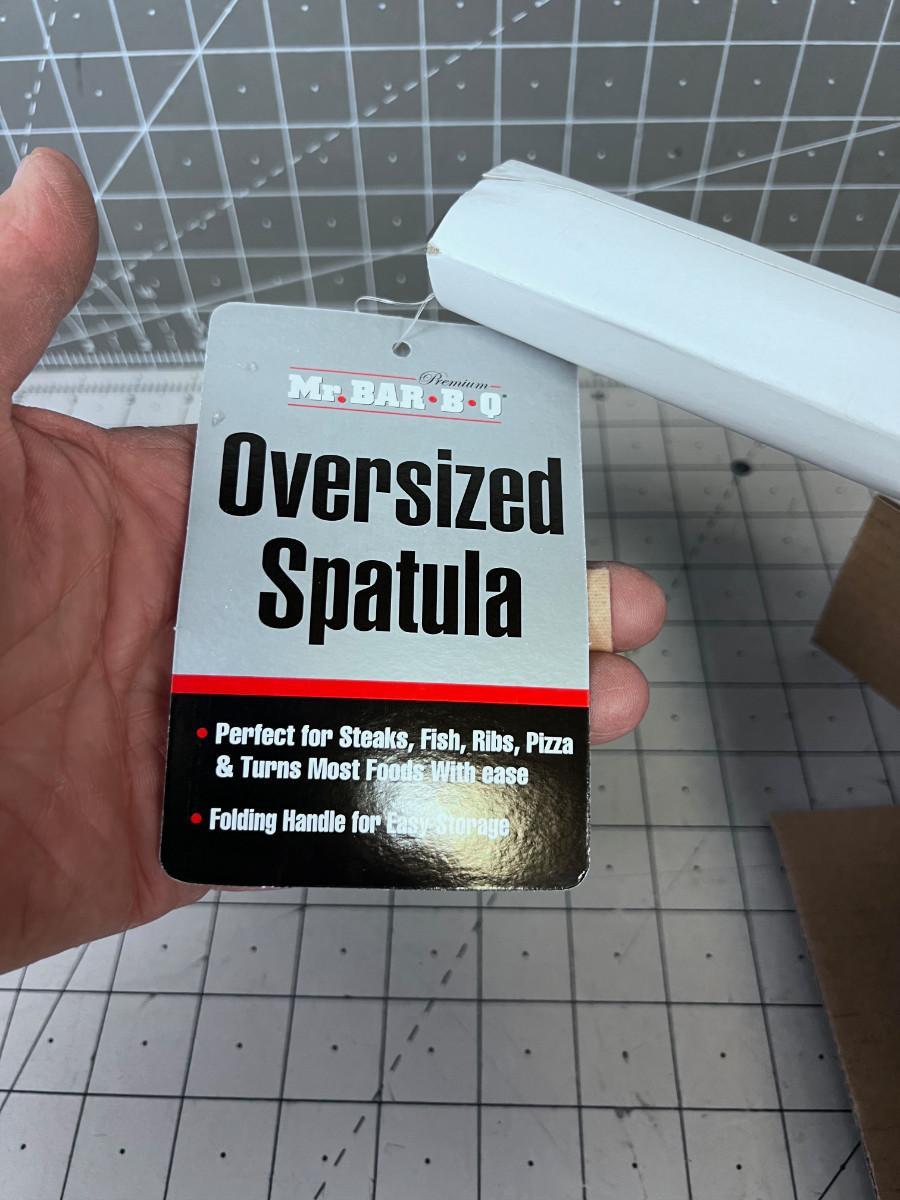 Premium
Mr. BAR•B•Q
Oversized
Spatula
• Perfect for Steaks, Fish, Ribs, Pizza
& Turns Most Foods With ease
• Folding Handle for Easy Storage